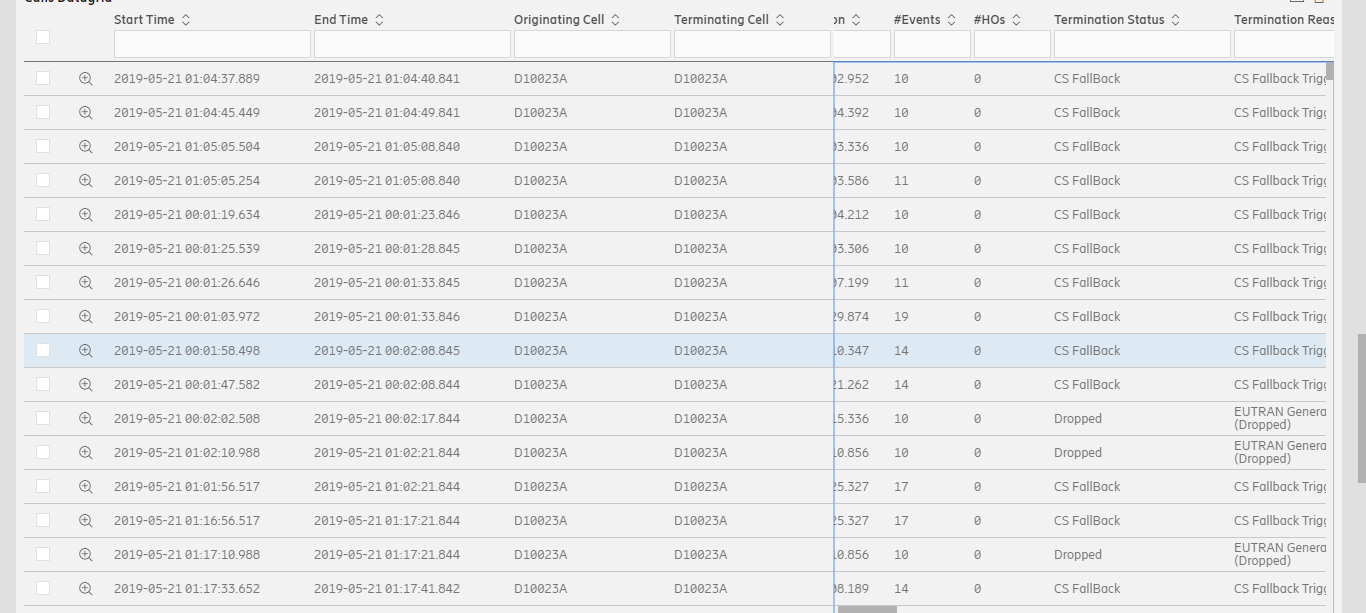 Calls Datagrid
Start Time End Time Originating Cell Terminating Cell on #Events #HOs Termination Status Termination Reas
2019-05-21 01:04:37.889 2019-05-21 01:04:40.841 D10023A D10023A 02.952 10 0 CS FallBack CS Fallback Trigg
2019-05-21 01:04:45.449 2019-05-21 01:04:49.841 D10023A D10023A 04.392 10 0 CS FallBack CS Fallback Trigg
2019-05-21 01:05:05.504 2019-05-21 01:05:08.840 D10023A D10023A 03.336 10 0 CS FallBack CS Fallback Trigg
2019-05-21 01:05:05.254 2019-05-21 01:05:08.840 D10023A D10023A 03.586 11 0 CS FallBack CS Fallback Trigg
2019-05-21 00:01:19.634 2019-05-21 00:01:23.846 D10023A D10023A 04.212 10 0 CS FallBack CS Fallback Trigg
2019-05-21 00:01:25.539 2019-05-21 00:01:28.845 D10023A D10023A 03.306 10 0 CS FallBack CS Fallback Trigg
2019-05-21 00:01:26.646 2019-05-21 00:01:33.845 D10023A D10023A 07.199 11 0 CS FallBack CS Fallback Trigg
2019-05-21 00:01:03.972 2019-05-21 00:01:33.846 D10023A D10023A 29.874 19 0 CS FallBack CS Fallback Trigg
2019-05-21 00:01:58.498 2019-05-21 00:02:08.845 D10023A D10023A 10.347 14 0 CS FallBack CS Fallback Trigg
2019-05-21 00:01:47.582 2019-05-21 00:02:08.844 D10023A D10023A 21.262 14 0 CS FallBack CS Fallback Trigg
2019-05-21 00:02:02.508 2019-05-21 00:02:17.844 D10023A D10023A 15.336 10 0 Dropped EUTRAN Genera
(Dropped)
2019-05-21 01:02:10.988 2019-05-21 01:02:21.844 D10023A D10023A 10.856 10 0 Dropped EUTRAN Genera
(Dropped)
2019-05-21 01:01:56.517 2019-05-21 01:02:21.844 D10023A D10023A 25.327 17 0 CS FallBack CS Fallback Trigg
2019-05-21 01:16:56.517 2019-05-21 01:17:21.844 D10023A D10023A 25.327 17 0 CS FallBack CS Fallback Trigg
2019-05-21 01:17:10.988 2019-05-21 01:17:21.844 D10023A D10023A 10.856 10 0 Dropped EUTRAN Genera
(Dropped)
2019-05-21 01:17:33.652 2019-05-21 01:17:41.842 D10023A D10023A 08.189 14 0 CS FallBack CS Fallback Trigg